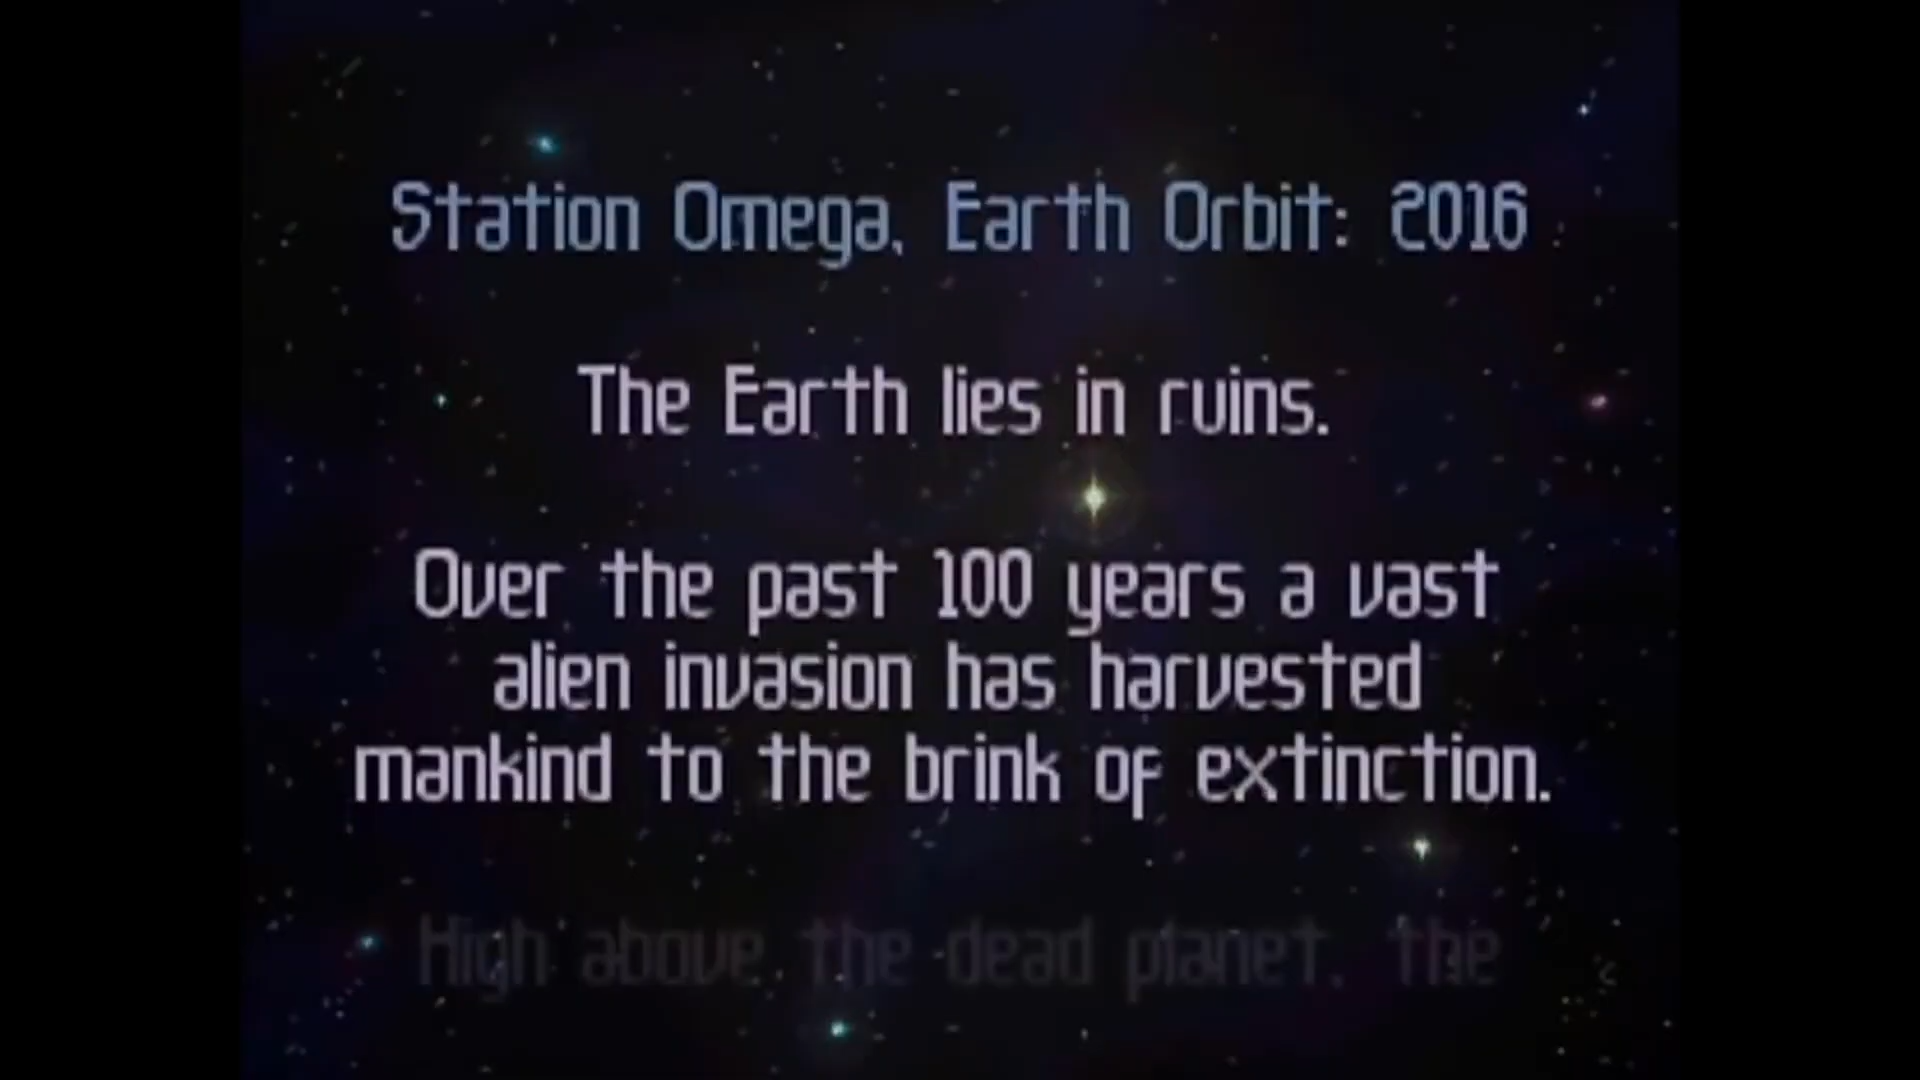 Station Omega, Earth Orbit: 2016
The Earth lies in ruins.
Over the past 100 years a vast
alien invasion has harvested
mankind to the brink of extinction.
High above the dead planet, the